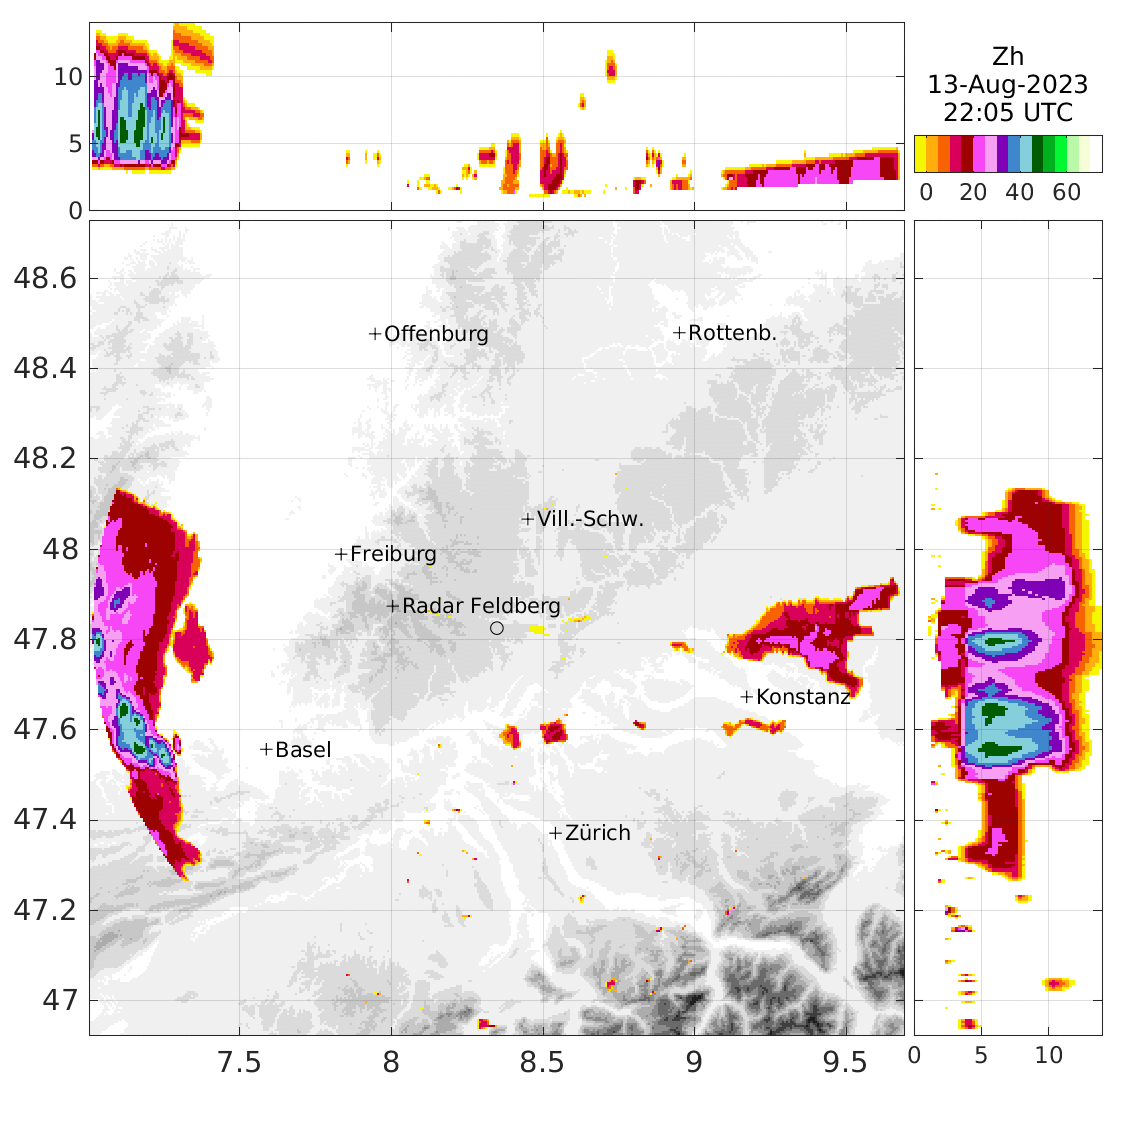 Zh
13-Aug-2023
22:05 UTC
0 20 40 60
10
5
0
48.6
48.4
48.2
48
47.8
47.6
47.4
47.2
47
+Offenburg
+Rottenb.
+Vill.-Schw.
+Freiburg
+Radar Feldberg
+Konstanz
+Basel
+Zürich
7.5 8 8.5 9 9.5
0 5 10